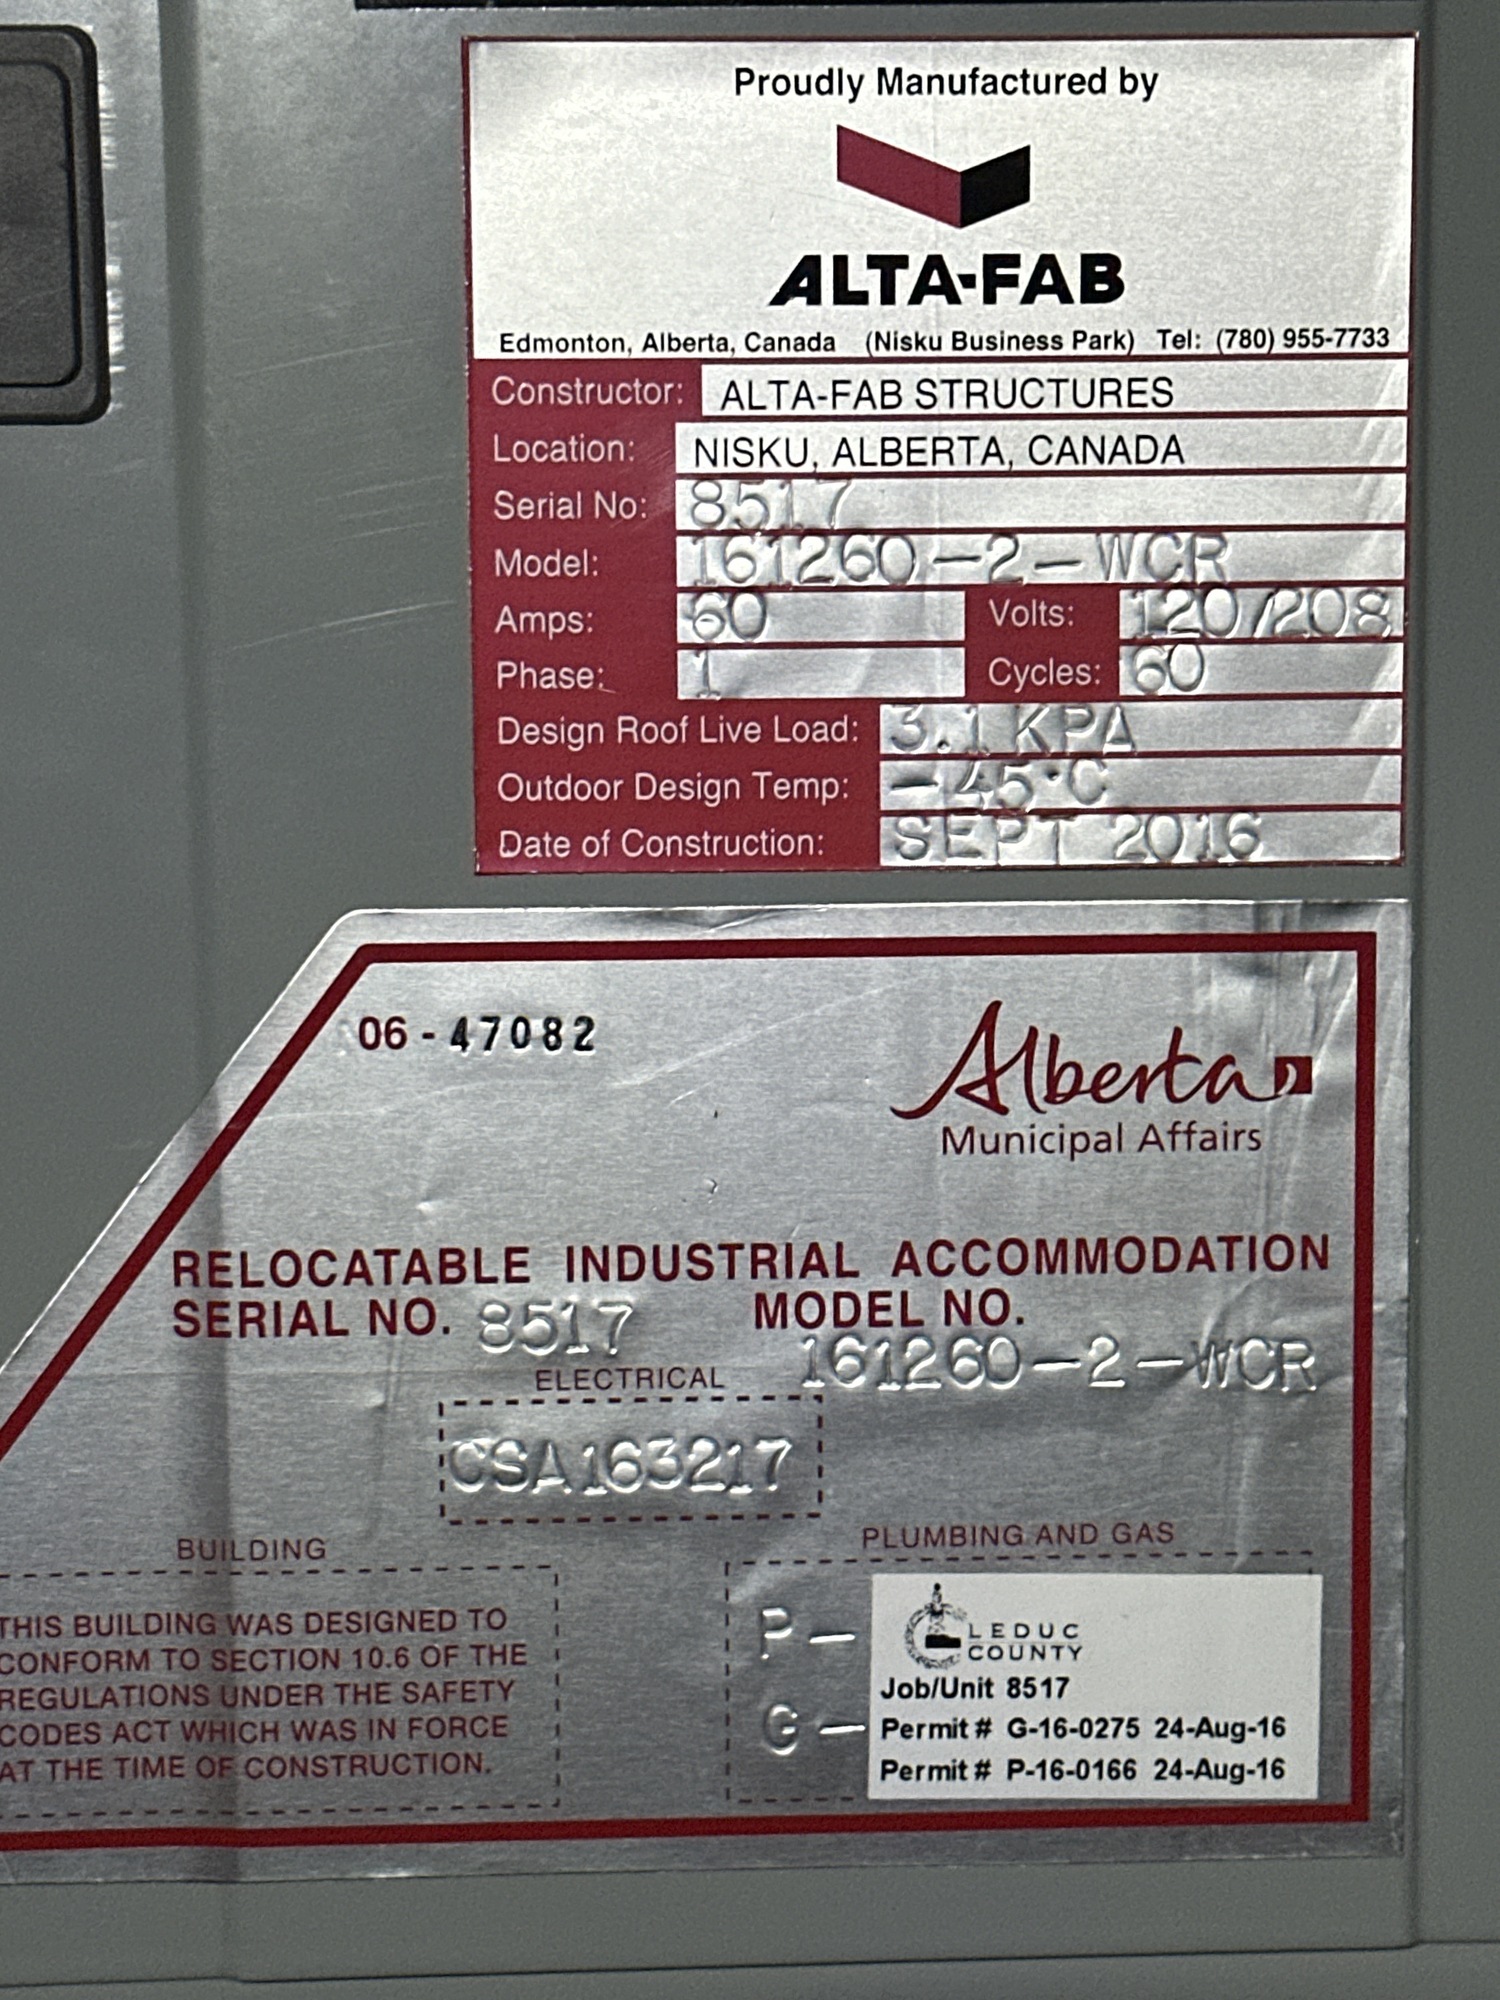 Proudly Manufactured by
ALTA-FAB
Edmonton, Alberta, Canada (Nisku Business Park) Tel: (780) 955-7733
Constructor: ALTA-FAB STRUCTURES
Location: NISKU, ALBERTA, CANADA
Serial No: 8517
Model: 161260-2-WCR
Amps: 60 Volts: 120/208
Phase: 1 Cycles: 60
Design Roof Live Load: 3.1 KPA
Outdoor Design Temp: -45°C
Date of Construction: SEPT 2016
06 - 47082
Alberta
Municipal Affairs
RELOCATABLE INDUSTRIAL ACCOMMODATION
SERIAL NO. 8517 MODEL NO.
161260-2-WCR
ELECTRICAL
CSA163217
BUILDING
THIS BUILDING WAS DESIGNED TO
CONFORM TO SECTION 10.6 OF THE
REGULATIONS UNDER THE SAFETY
CODES ACT WHICH WAS IN FORCE
AT THE TIME OF CONSTRUCTION.
PLUMBING AND GAS
P-
G-
LEDUC
COUNTY
Job/Unit 8517
Permit # G-16-0275 24-Aug-16
Permit # P-16-0166 24-Aug-16